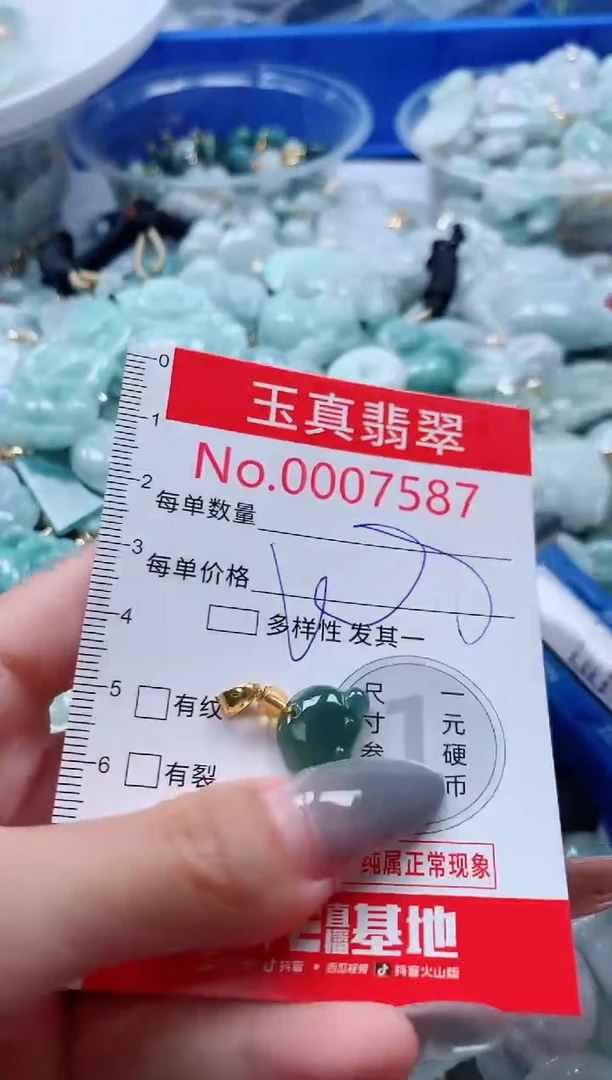 玉真翡翠
No.0007587
每单数量
每单价格
多样性 发其一
有纹
有裂
尺寸参
一元硬币
1
纯属正常现象
直播基地
抖音 • 西瓜视频 抖音火山版
0
1
2
3
4
5
6